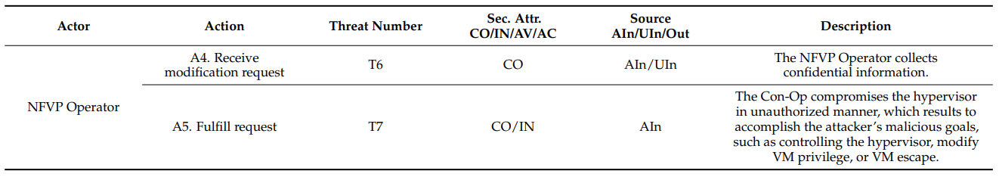 Actor Action Threat Number Sec. Attr. CO/IN/AV/AC Source AIn/UIn/Out Description
NFVP Operator
A4. Receive
modification request
T6
CO
AIn/UIn
The NFVP Operator collects
confidential information.
A5. Fulfill request
T7
CO/IN
AIn
The Con-Op compromises the hypervisor
in unauthorized manner, which results to
accomplish the attacker's malicious goals,
such as controlling the hypervisor, modify
VM privilege, or VM escape.